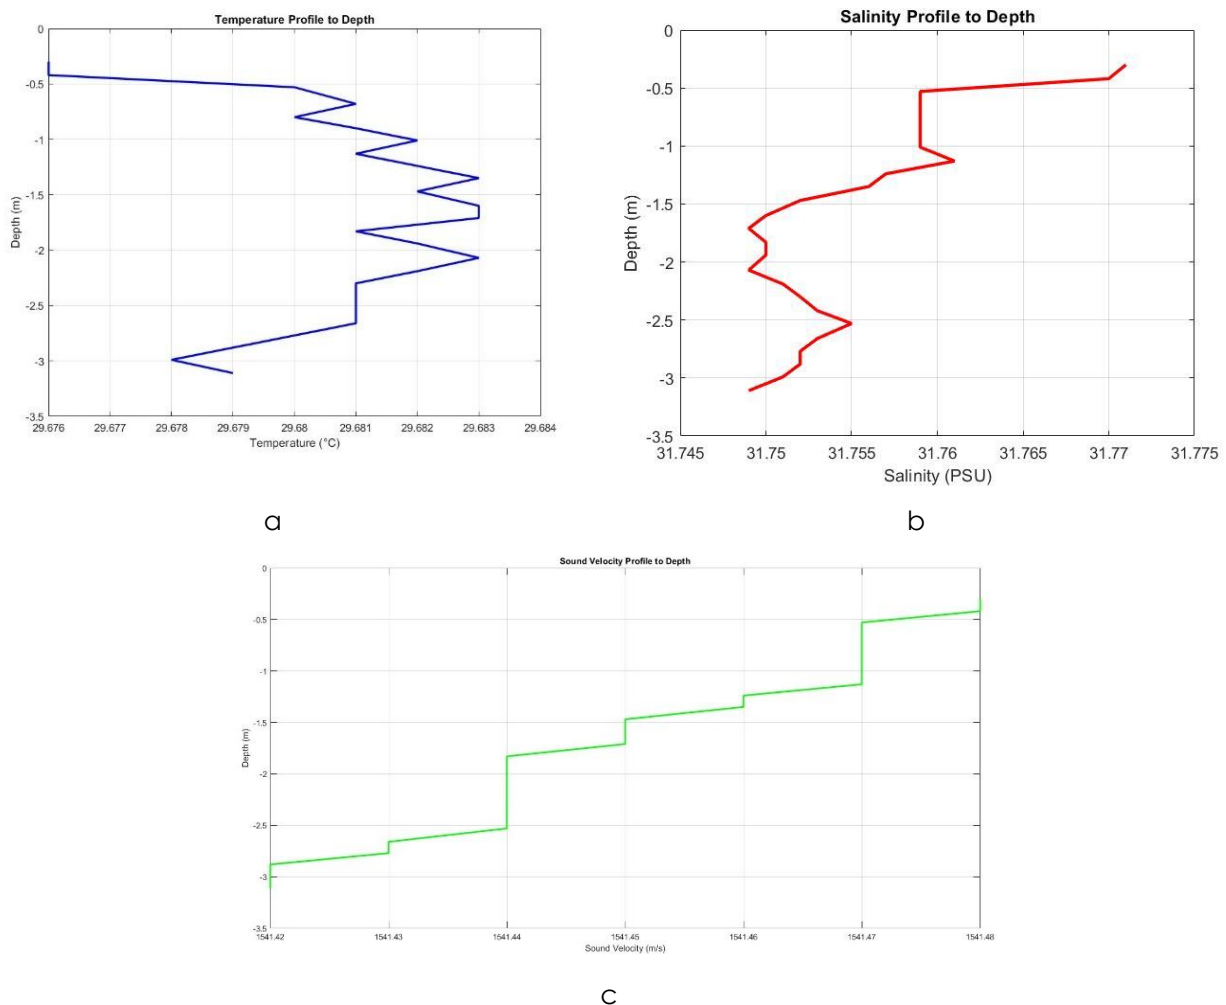 Temperature Profile to Depth
0
-0.5
-1
-1.5
-2
-2.5
-3
-3.5
Depth (m)
29.676 29.677 29.678 29.679 29.68 29.681 29.682 29.683 29.684
Temperature (°C)
a
Salinity Profile to Depth
0
-0.5
-1
-1.5
-2
-2.5
-3
-3.5
Depth (m)
31.745 31.75 31.755 31.76 31.765 31.77 31.775
Salinity (PSU)
b
Sound Velocity Profile to Depth
0
-0.5
-1
-1.5
-2
-2.5
-3
-3.5
Depth (m)
1541.42 1541.43 1541.44 1541.45 1541.46 1541.47 1541.48
Sound Velocity (m/s)
c